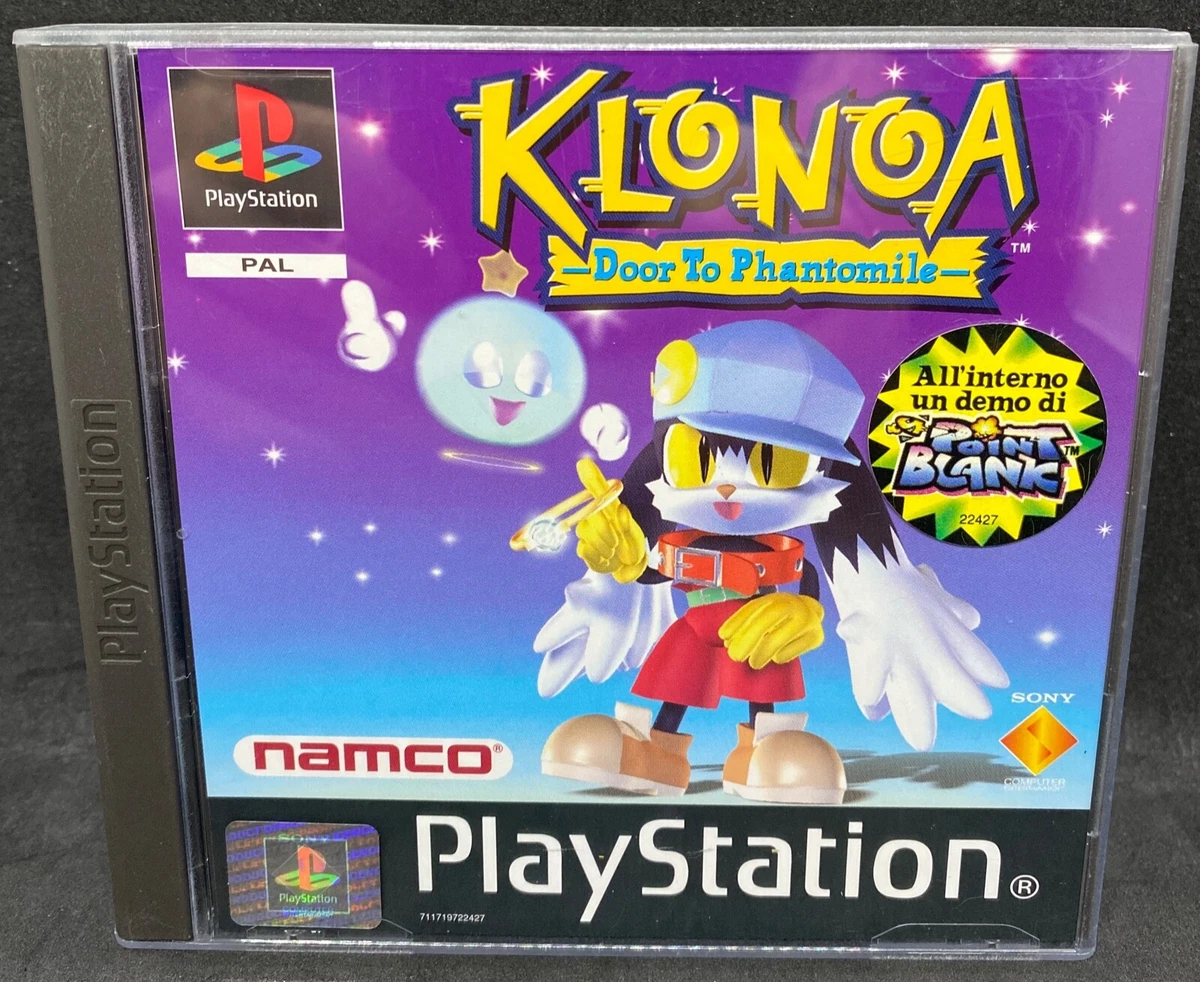 PlayStation
PlayStation
PAL
KLONOA
—Door To Phantomile—
TM
All'interno
un demo di
POINT
BLANK TM
22427
namco®
SONY
COMPUTER
ENTERTAINMENT
SONY
PlayStation
PlayStation®
711719722427